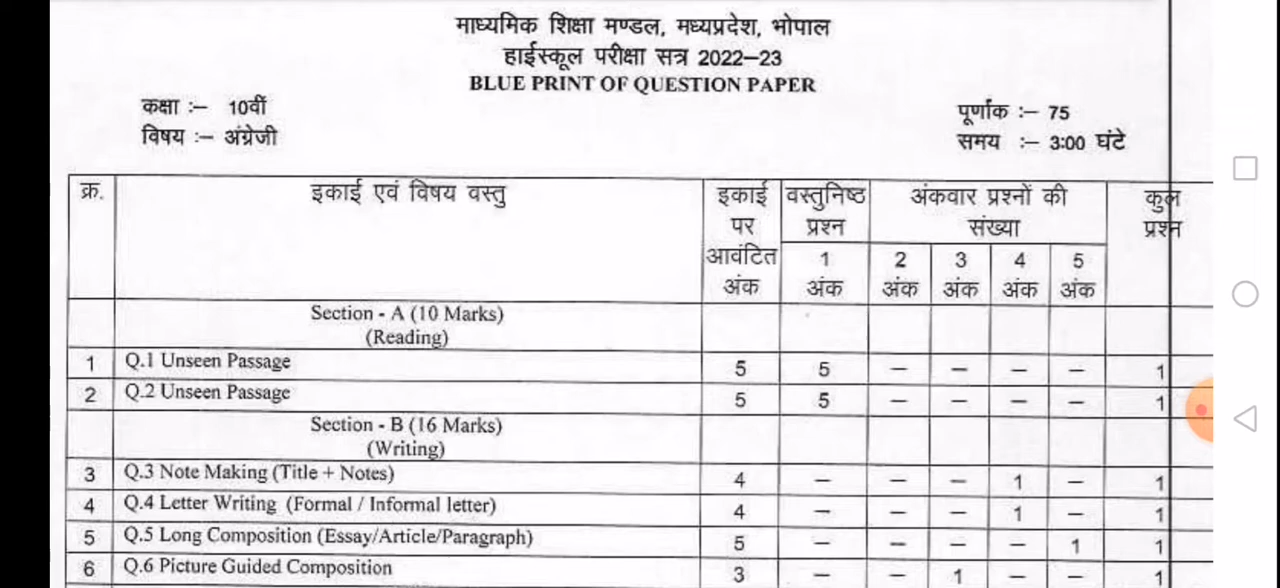 माध्यमिक शिक्षा मण्डल, मध्यप्रदेश, भोपाल
हाईस्कूल परीक्षा सत्र 2022–23
BLUE PRINT OF QUESTION PAPER
कक्षा :– 10वीं
पूर्णांक :– 75
विषय :– अंग्रेजी
समय :– 3:00 घंटे
क्र. इकाई एवं विषय वस्तु इकाई पर आवंटित अंक वस्तुनिष्ठ प्रश्न अंकवार प्रश्नों की संख्या कुल प्रश्न
1 अंक 2 अंक 3 अंक 4 अंक 5 अंक
Section - A (10 Marks)
(Reading)
1 Q.1 Unseen Passage 5 5 – – – – 1
2 Q.2 Unseen Passage 5 5 – – – – 1
Section - B (16 Marks)
(Writing)
3 Q.3 Note Making (Title + Notes) 4 – – – 1 – 1
4 Q.4 Letter Writing (Formal / Informal letter) 4 – – – 1 – 1
5 Q.5 Long Composition (Essay/Article/Paragraph) 5 – – – – 1 1
6 Q.6 Picture Guided Composition 3 – – 1 – – 1